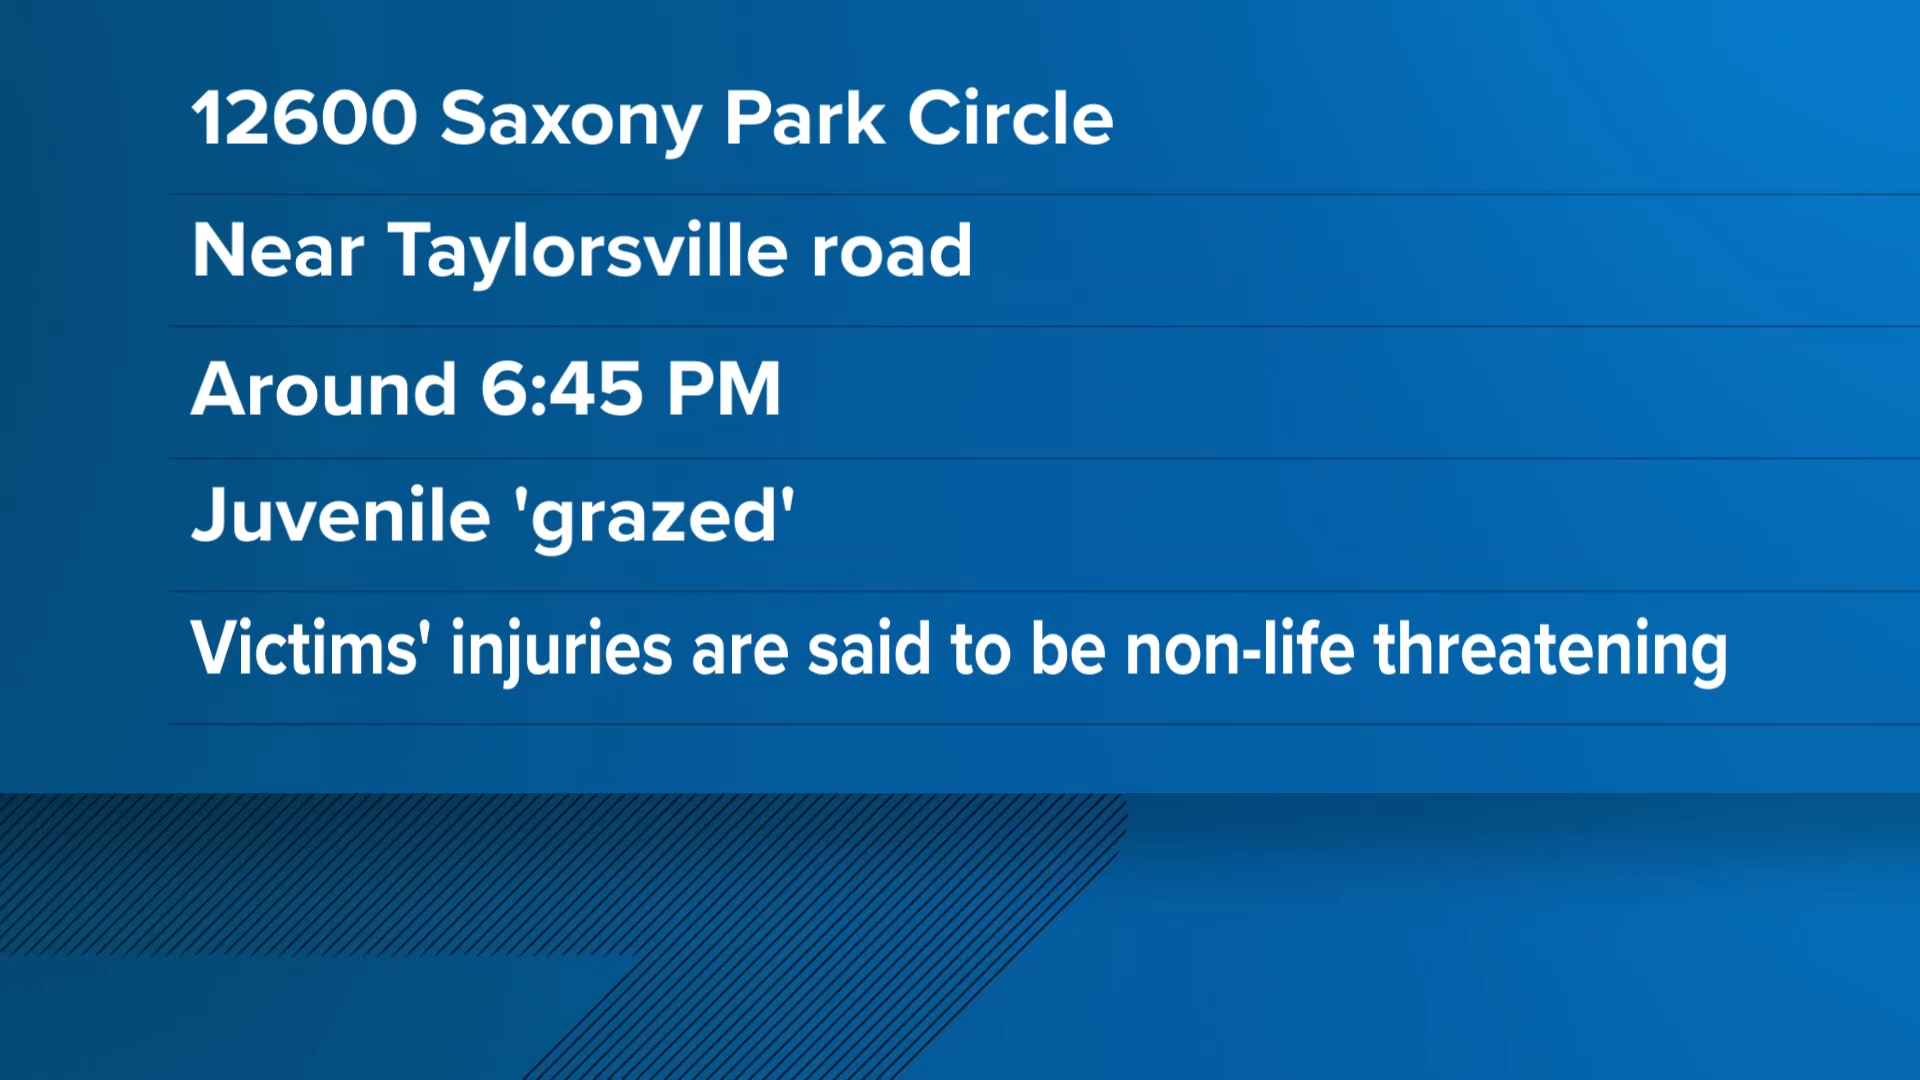 12600 Saxony Park Circle
Near Taylorsville road
Around 6:45 PM
Juvenile 'grazed'
Victims' injuries are said to be non-life threatening